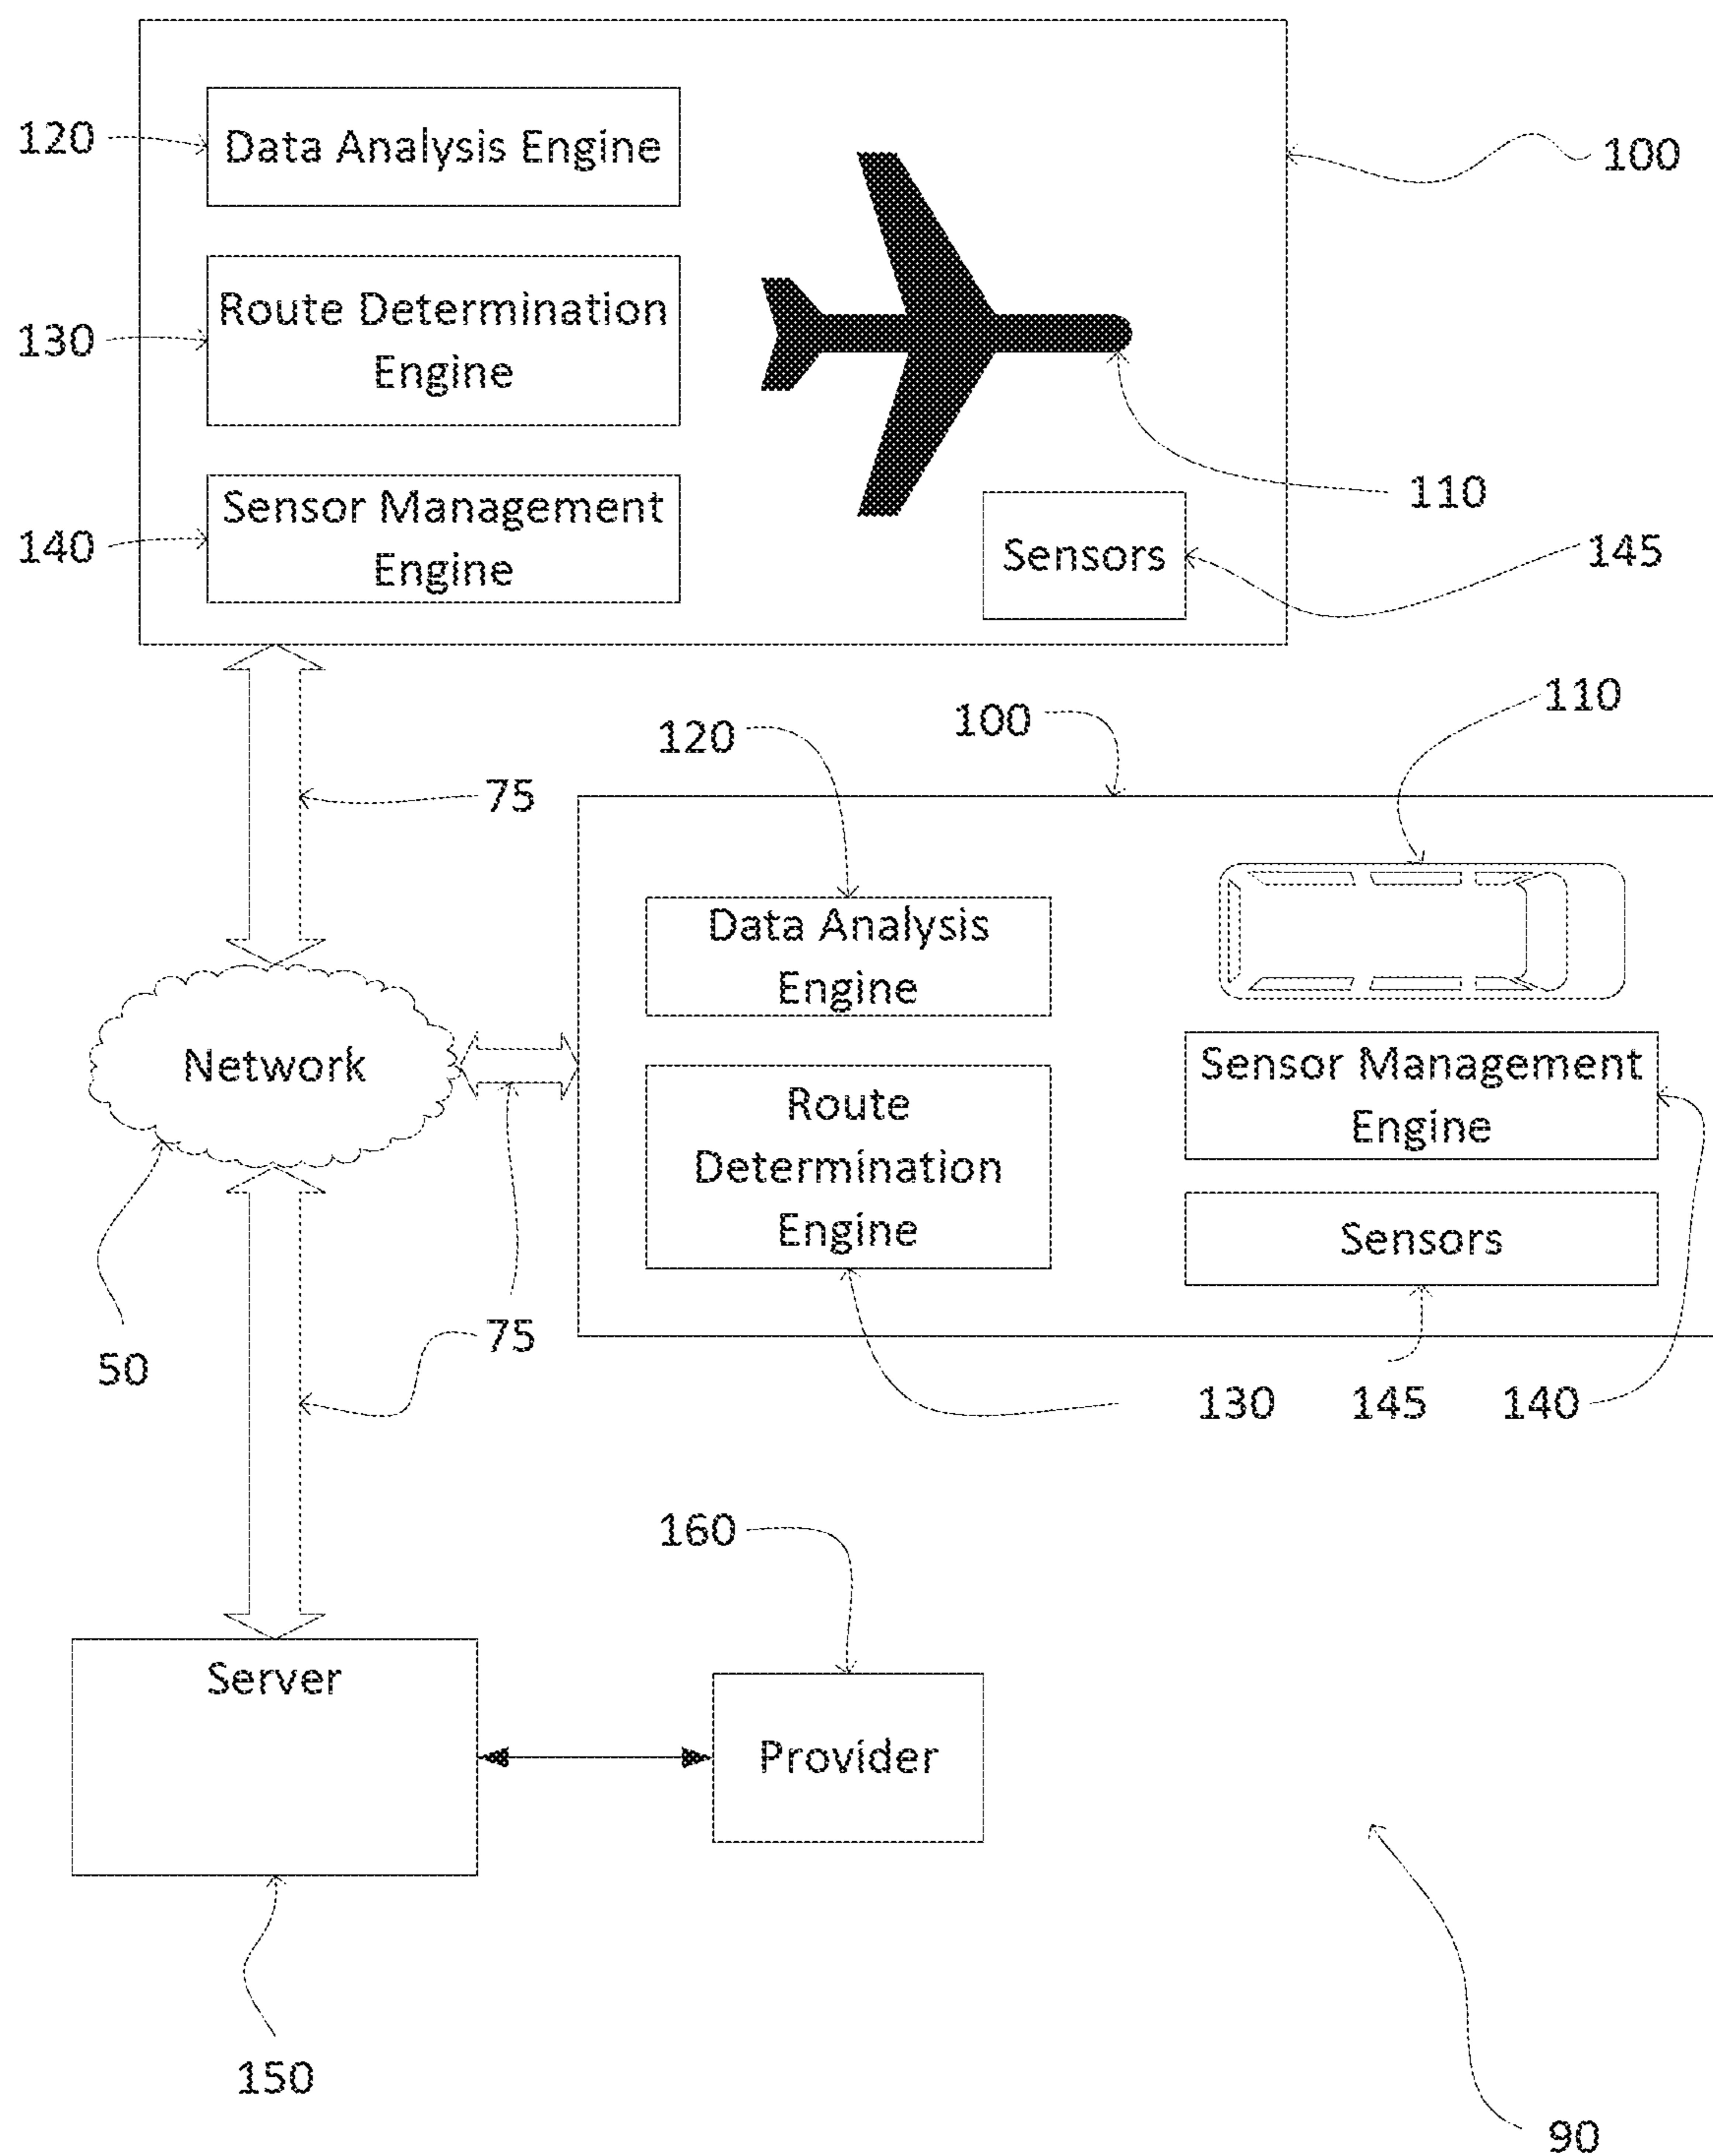 120
Data Analysis Engine
100
130
Route Determination
Engine
110
140
Sensor Management
Engine
Sensors
145
75
120
100
110
Data Analysis
Engine
Network
Route
Determination
Engine
Sensor Management
Engine
Sensors
50
75
130
145
140
160
Server
Provider
150
90